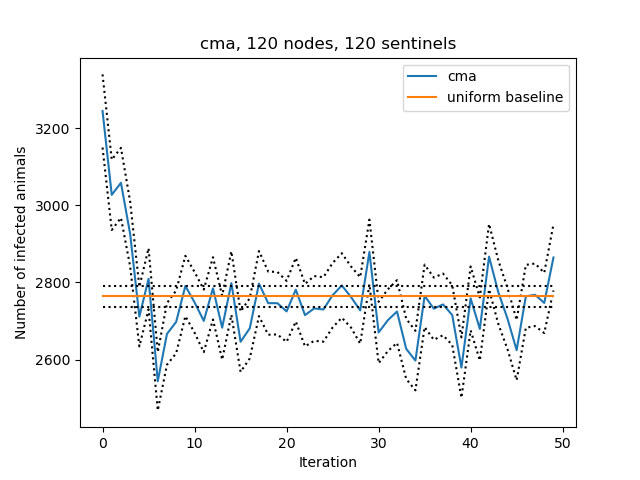 cma, 120 nodes, 120 sentinels
cma
uniform baseline
Number of infected animals
3200
3000
2800
2600
0
10
20
30
40
50
Iteration